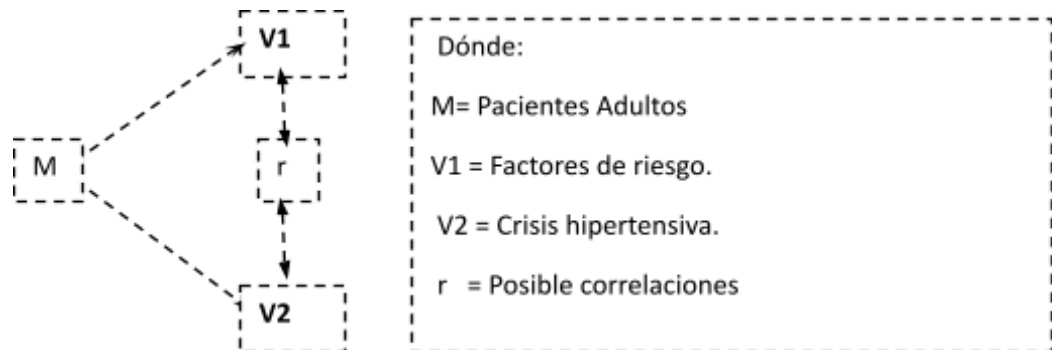 V1
M
r
V2
Dónde:
M= Pacientes Adultos
V1 = Factores de riesgo.
V2 = Crisis hipertensiva.
r = Posible correlaciones